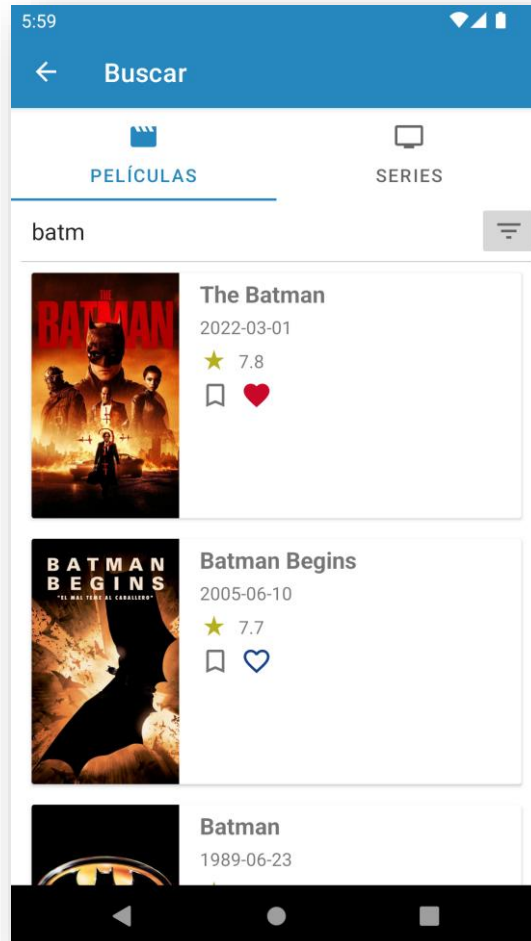 5:59
Buscar
PELÍCULAS
SERIES
batm
THE
BATMAN
The Batman
2022-03-01
7.8
BATMAN
BEGINS
"EL MAL TEME AL CABALLERO"
Batman Begins
2005-06-10
7.7
Batman
1989-06-23